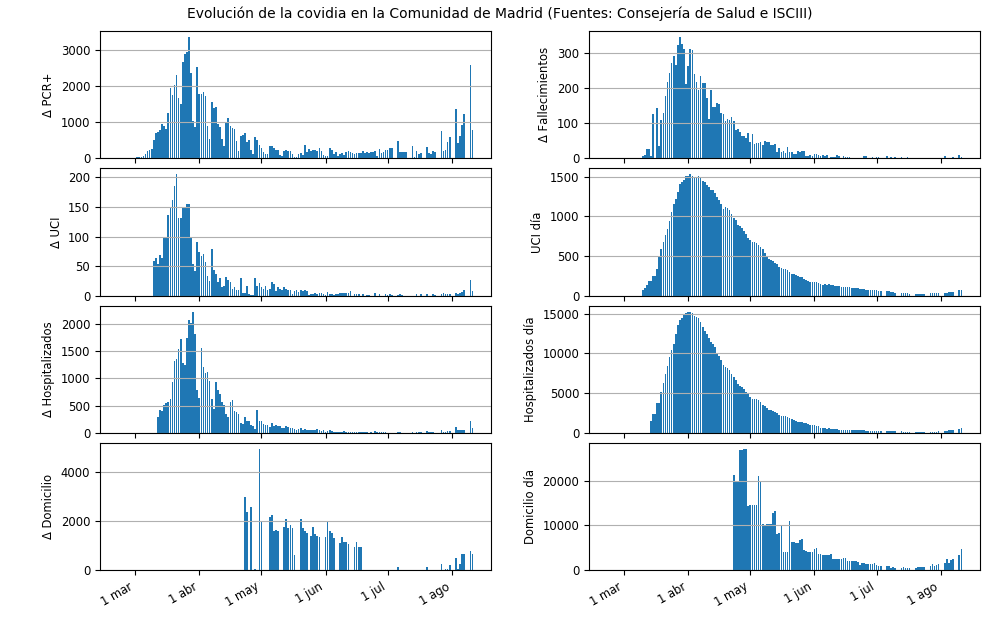 Evolución de la covidia en la Comunidad de Madrid (Fuentes: Consejería de Salud e ISCIII)
Δ PCR+
3000
2000
1000
0
Δ Fallecimientos
300
200
100
0
Δ UCI
200
150
100
50
0
UCI día
1500
1000
500
0
Δ Hospitalizados
2000
1500
1000
500
0
Hospitalizados día
15000
10000
5000
0
Δ Domicilio
4000
2000
0
1 mar
1 abr
1 may
1 jun
1 jul
1 ago
Domicilio día
20000
10000
0
1 mar
1 abr
1 may
1 jun
1 jul
1 ago